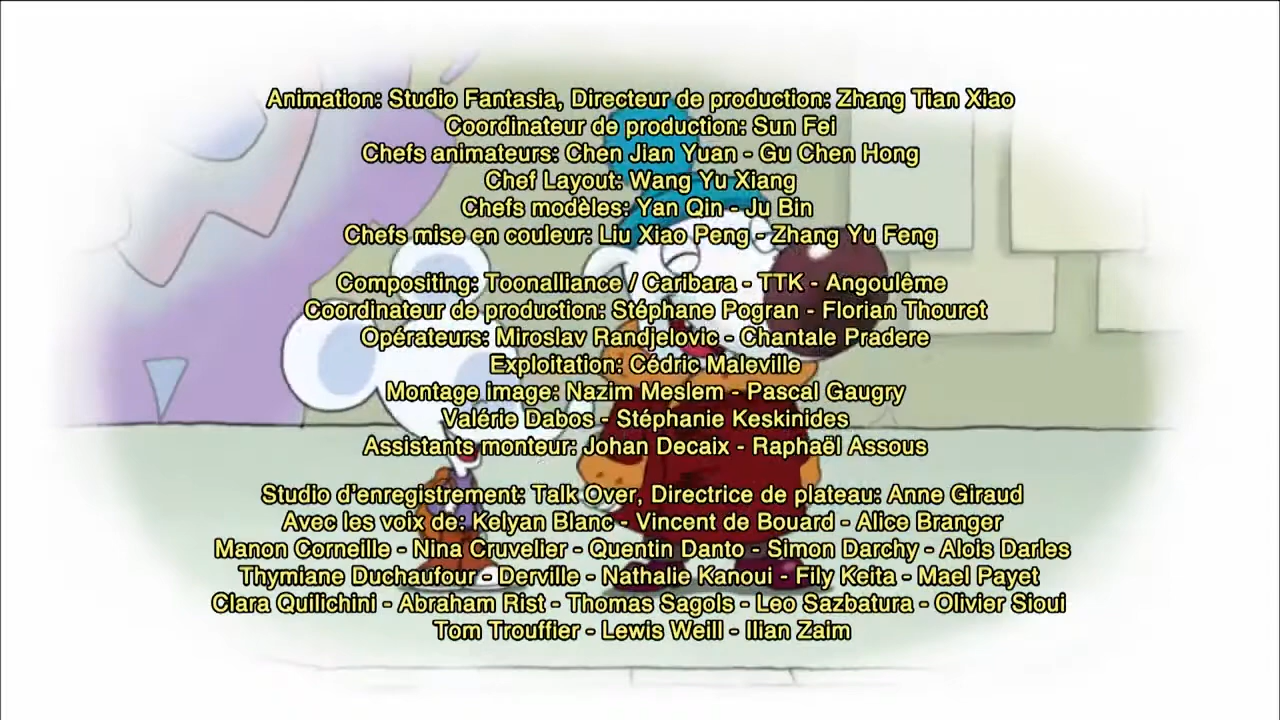 Animation: Studio Fantasia, Directeur de production: Zhang Tian Xiao
Coordinateur de production: Sun Fei
Chefs animateurs: Chen Jian Yuan - Gu Chen Hong
Chef Layout: Wang Yu Xiang
Chefs modèles: Yan Qin - Ju Bin
Chefs mise en couleur: Liu Xiao Peng - Zhang Yu Feng
Compositing: Toonalliance / Caribara - TTK - Angoulême
Coordinateur de production: Stéphane Pogran - Florian Thouret
Opérateurs: Miroslav Randjelovic - Chantale Pradere
Exploitation: Cédric Maleville
Montage image: Nazim Meslem - Pascal Gaugry
Valérie Dabos - Stéphanie Keskinides
Assistants monteur: Johan Decaix - Raphaël Assous
Studio d'enregistrement: Talk Over, Directrice de plateau: Anne Giraud
Avec les voix de: Kelyan Blanc - Vincent de Bouard - Alice Branger
Manon Corneille - Nina Cruvelier - Quentin Danto - Simon Darchy - Alois Darles
Thymiane Duchaufour - Derville - Nathalie Kanoui - Fily Keita - Mael Payet
Clara Quilichini - Abraham Rist - Thomas Sagols - Leo Sazbatura - Olivier Sioui
Tom Trouffier - Lewis Weill - Ilian Zaim